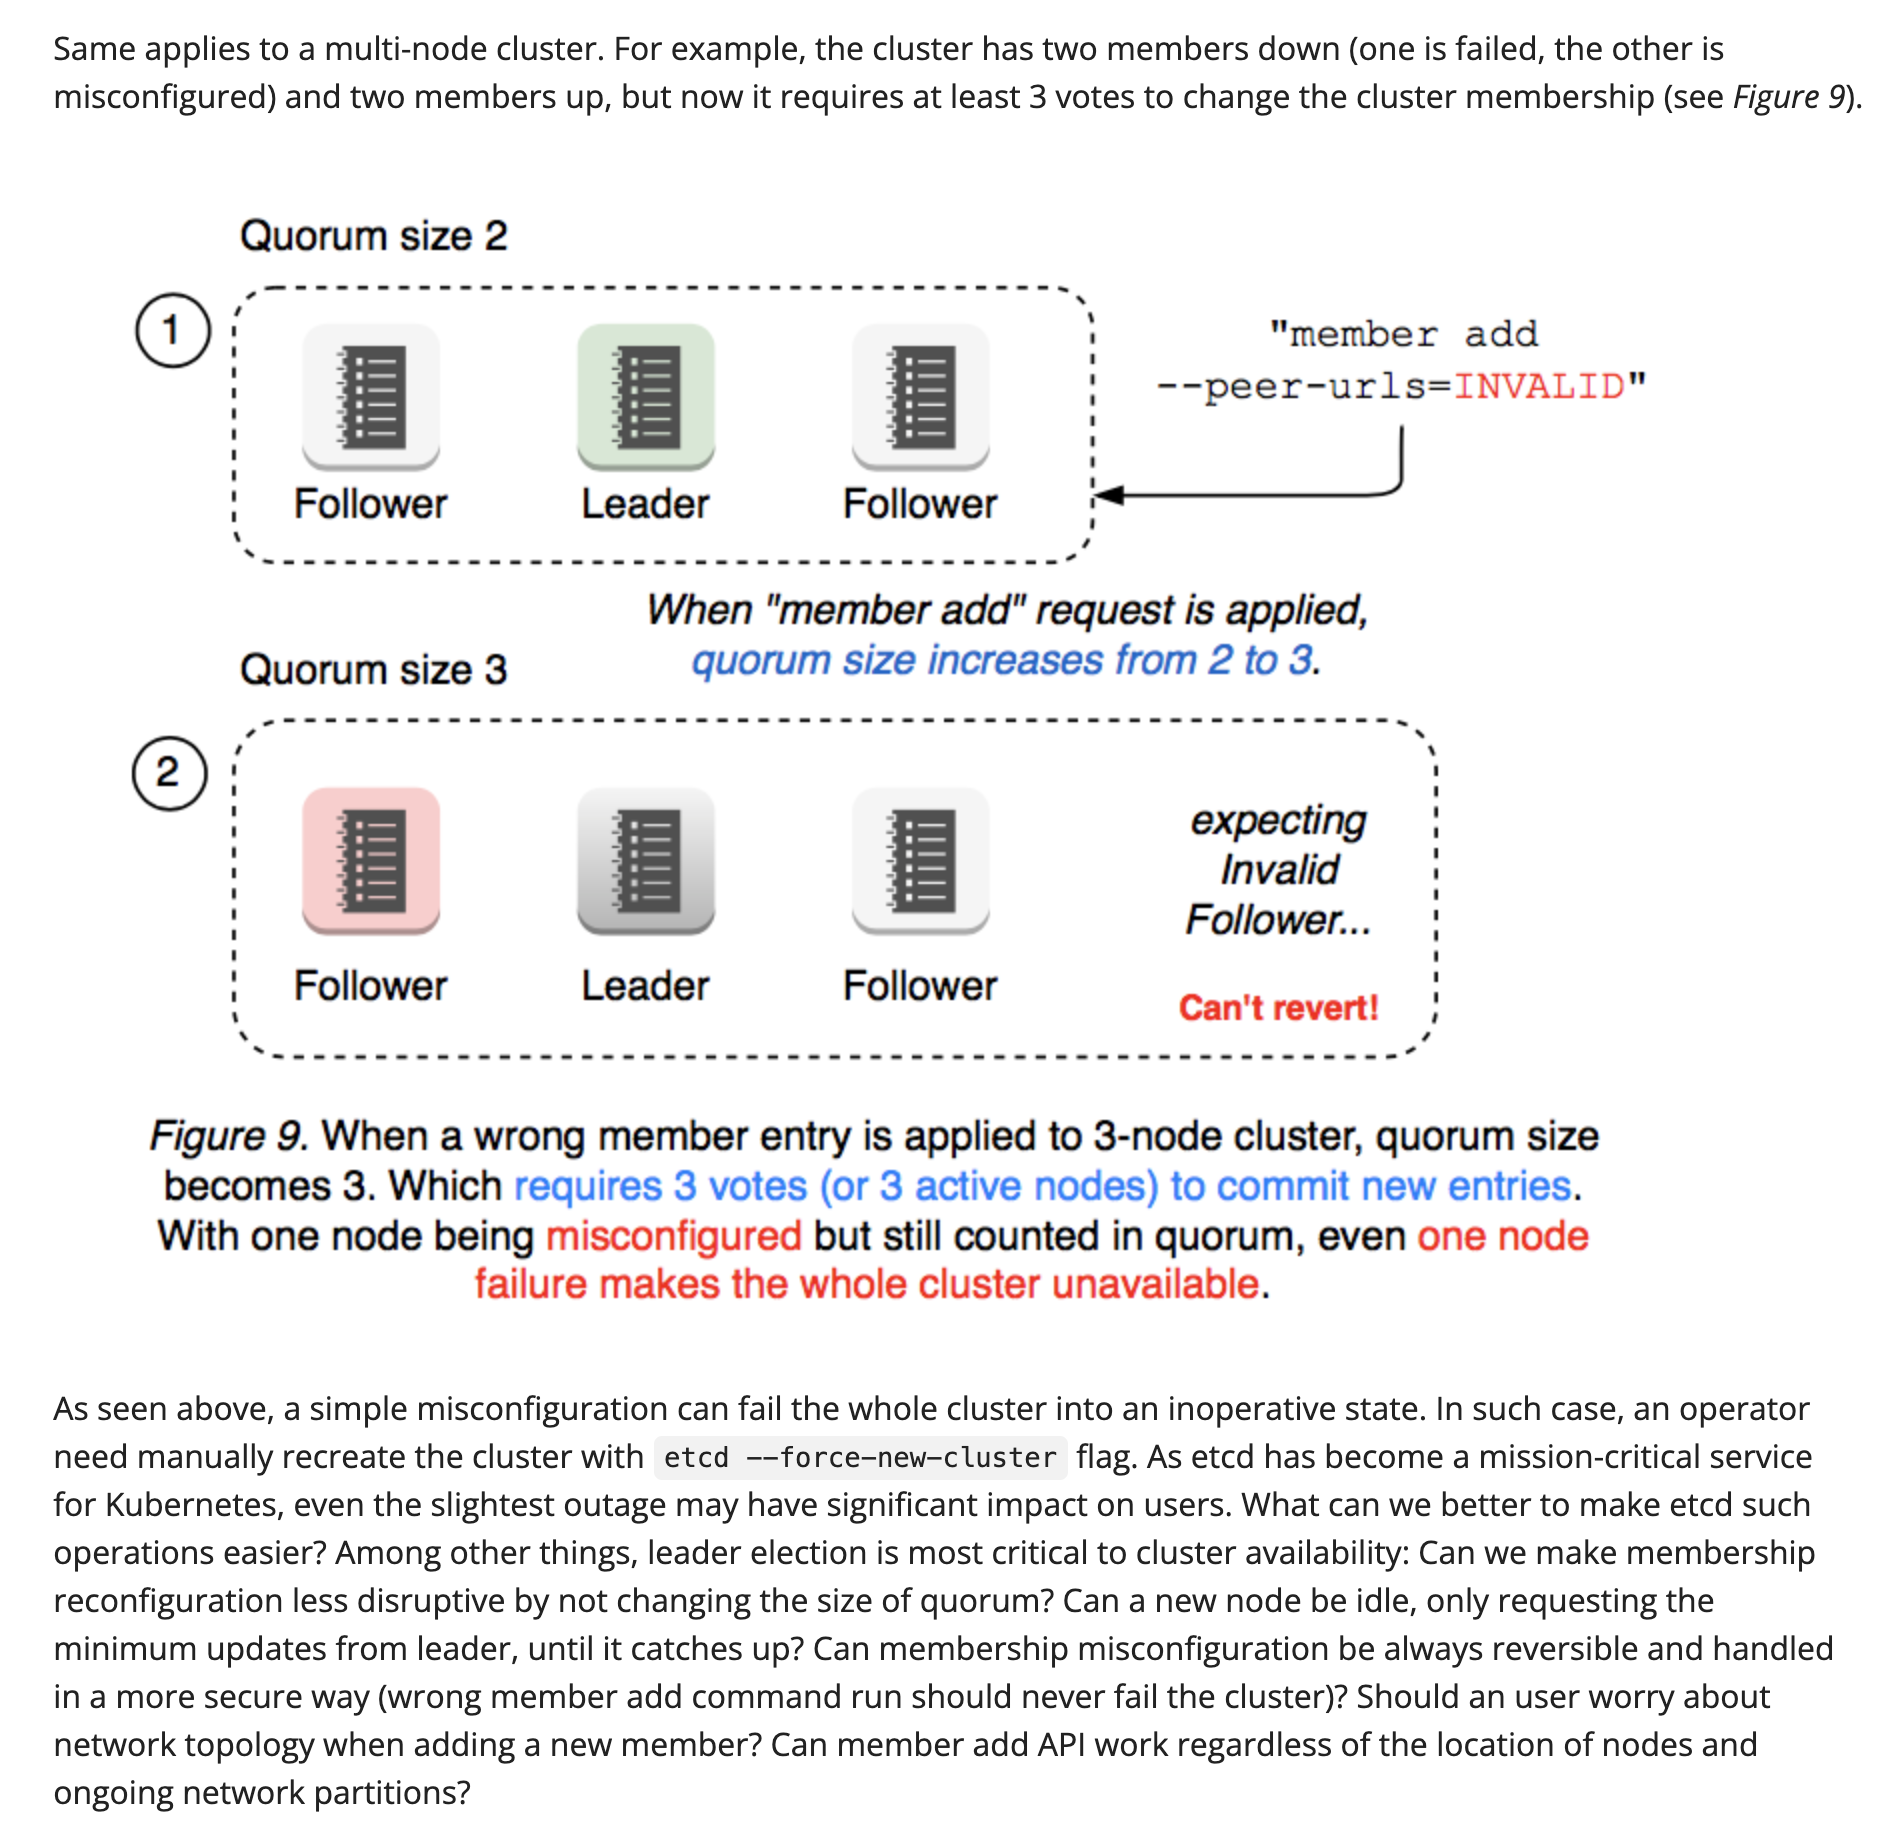 Same applies to a multi-node cluster. For example, the cluster has two members down (one is failed, the other is
misconfigured) and two members up, but now it requires at least 3 votes to change the cluster membership (see Figure 9).
Quorum size 2
1
Follower
Leader
Follower
"member add
--peer-urls=INVALID"
When "member add" request is applied,
quorum size increases from 2 to 3.
Quorum size 3
2
Follower
Leader
Follower
expecting
Invalid
Follower...
Can't revert!
Figure 9. When a wrong member entry is applied to 3-node cluster, quorum size
becomes 3. Which requires 3 votes (or 3 active nodes) to commit new entries.
With one node being misconfigured but still counted in quorum, even one node
failure makes the whole cluster unavailable.
As seen above, a simple misconfiguration can fail the whole cluster into an inoperative state. In such case, an operator
need manually recreate the cluster with etcd --force-new-cluster flag. As etcd has become a mission-critical service
for Kubernetes, even the slightest outage may have significant impact on users. What can we better to make etcd such
operations easier? Among other things, leader election is most critical to cluster availability: Can we make membership
reconfiguration less disruptive by not changing the size of quorum? Can a new node be idle, only requesting the
minimum updates from leader, until it catches up? Can membership misconfiguration be always reversible and handled
in a more secure way (wrong member add command run should never fail the cluster)? Should an user worry about
network topology when adding a new member? Can member add API work regardless of the location of nodes and
ongoing network partitions?